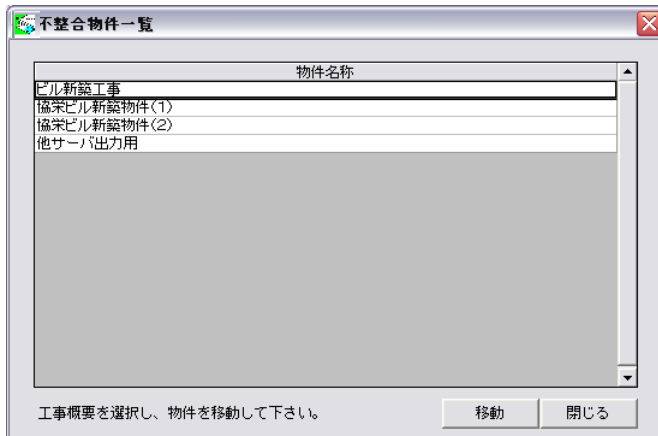 不整合物件一覧
物件名称
ビル新築工事
協栄ビル新築物件(1)
協栄ビル新築物件(2)
他サーバ出力用
工事概要を選択し、物件を移動して下さい。
移動
閉じる